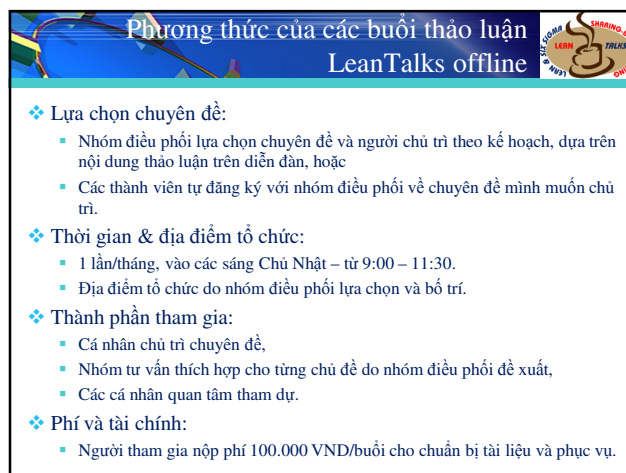 Phương thức của các buổi thảo luận
LeanTalks offline
LEAN TALKS
LEAN & SIX SIGMA
Lựa chọn chuyên đề:
Nhóm điều phối lựa chọn chuyên đề và người chủ trì theo kế hoạch, dựa trên
nội dung thảo luận trên diễn đàn, hoặc
Các thành viên tự đăng ký với nhóm điều phối về chuyên đề mình muốn chủ
trì.
Thời gian & địa điểm tổ chức:
1 lần/tháng, vào các sáng Chủ Nhật – từ 9:00 – 11:30.
Địa điểm tổ chức do nhóm điều phối lựa chọn và bố trí.
Thành phần tham gia:
Cá nhân chủ trì chuyên đề,
Nhóm tư vấn thích hợp cho từng chủ đề do nhóm điều phối đề xuất,
Các cá nhân quan tâm tham dự.
Phí và tài chính:
Người tham gia nộp phí 100.000 VND/buổi cho chuẩn bị tài liệu và phục vụ.